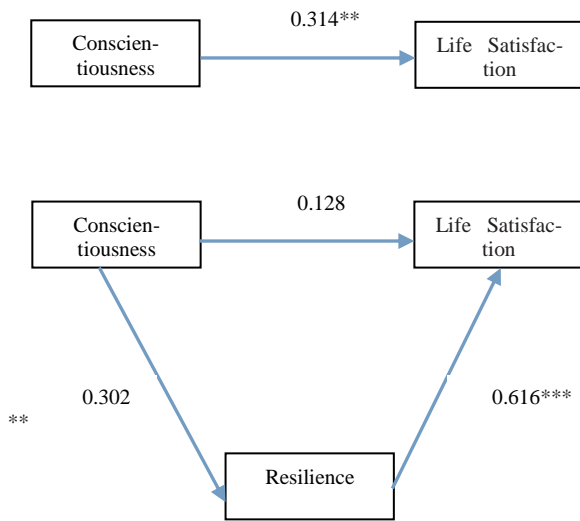 0.314**
Conscien-
tiousness
Life Satisfac-
tion
0.128
Conscien-
tiousness
Life Satisfac-
tion
0.302
**
0.616***
Resilience